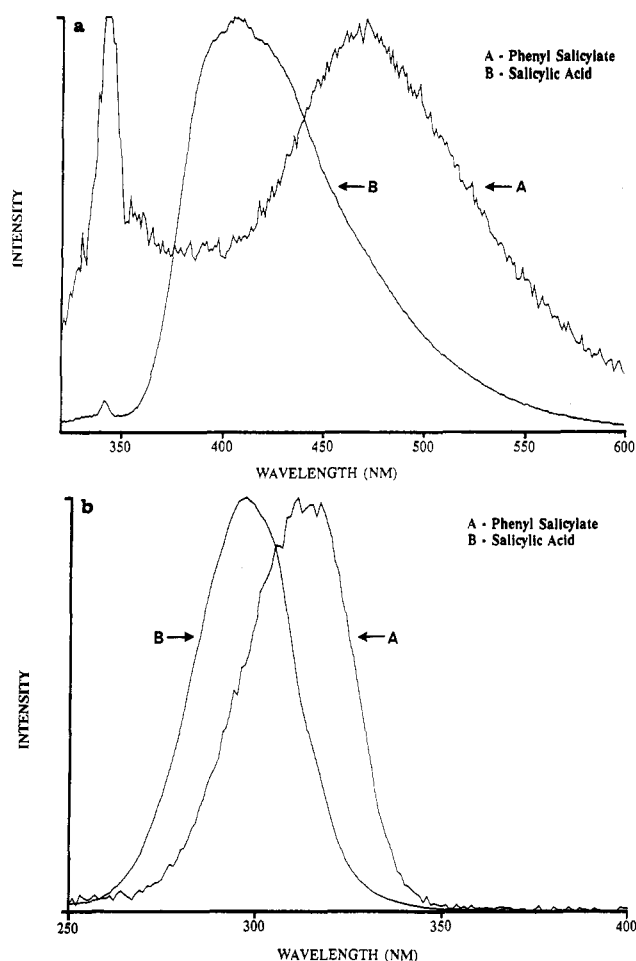 a
A - Phenyl Salicylate
B - Salicylic Acid
B
A
INTENSITY
350
400
450
500
550
600
WAVELENGTH (NM)
b
A - Phenyl Salicylate
B - Salicylic Acid
B
A
INTENSITY
250
300
350
400
WAVELENGTH (NM)